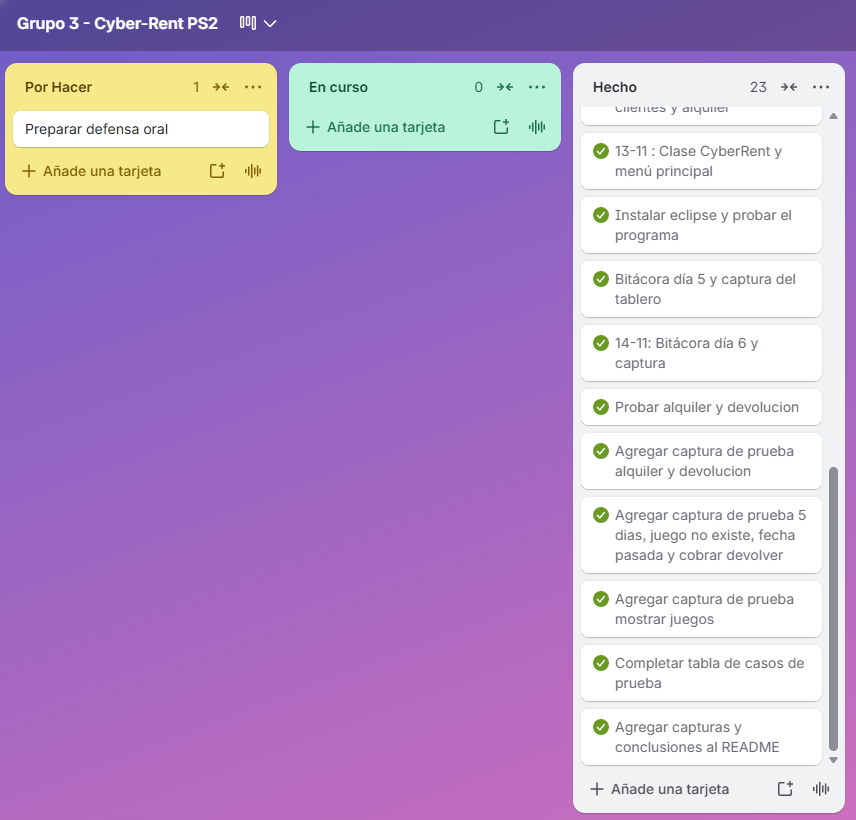 Grupo 3 - Cyber-Rent PS2
Por Hacer 1
Preparar defensa oral
Añade una tarjeta
En curso 0
Añade una tarjeta
Hecho 23
clientes y alquiler
13-11 : Clase CyberRent y
menú principal
Instalar eclipse y probar el
programa
Bitácora día 5 y captura del
tablero
14-11: Bitácora día 6 y
captura
Probar alquiler y devolucion
Agregar captura de prueba
alquiler y devolucion
Agregar captura de prueba 5
dias, juego no existe, fecha
pasada y cobrar devolver
Agregar captura de prueba
mostrar juegos
Completar tabla de casos de
prueba
Agregar capturas y
conclusiones al README
Añade una tarjeta